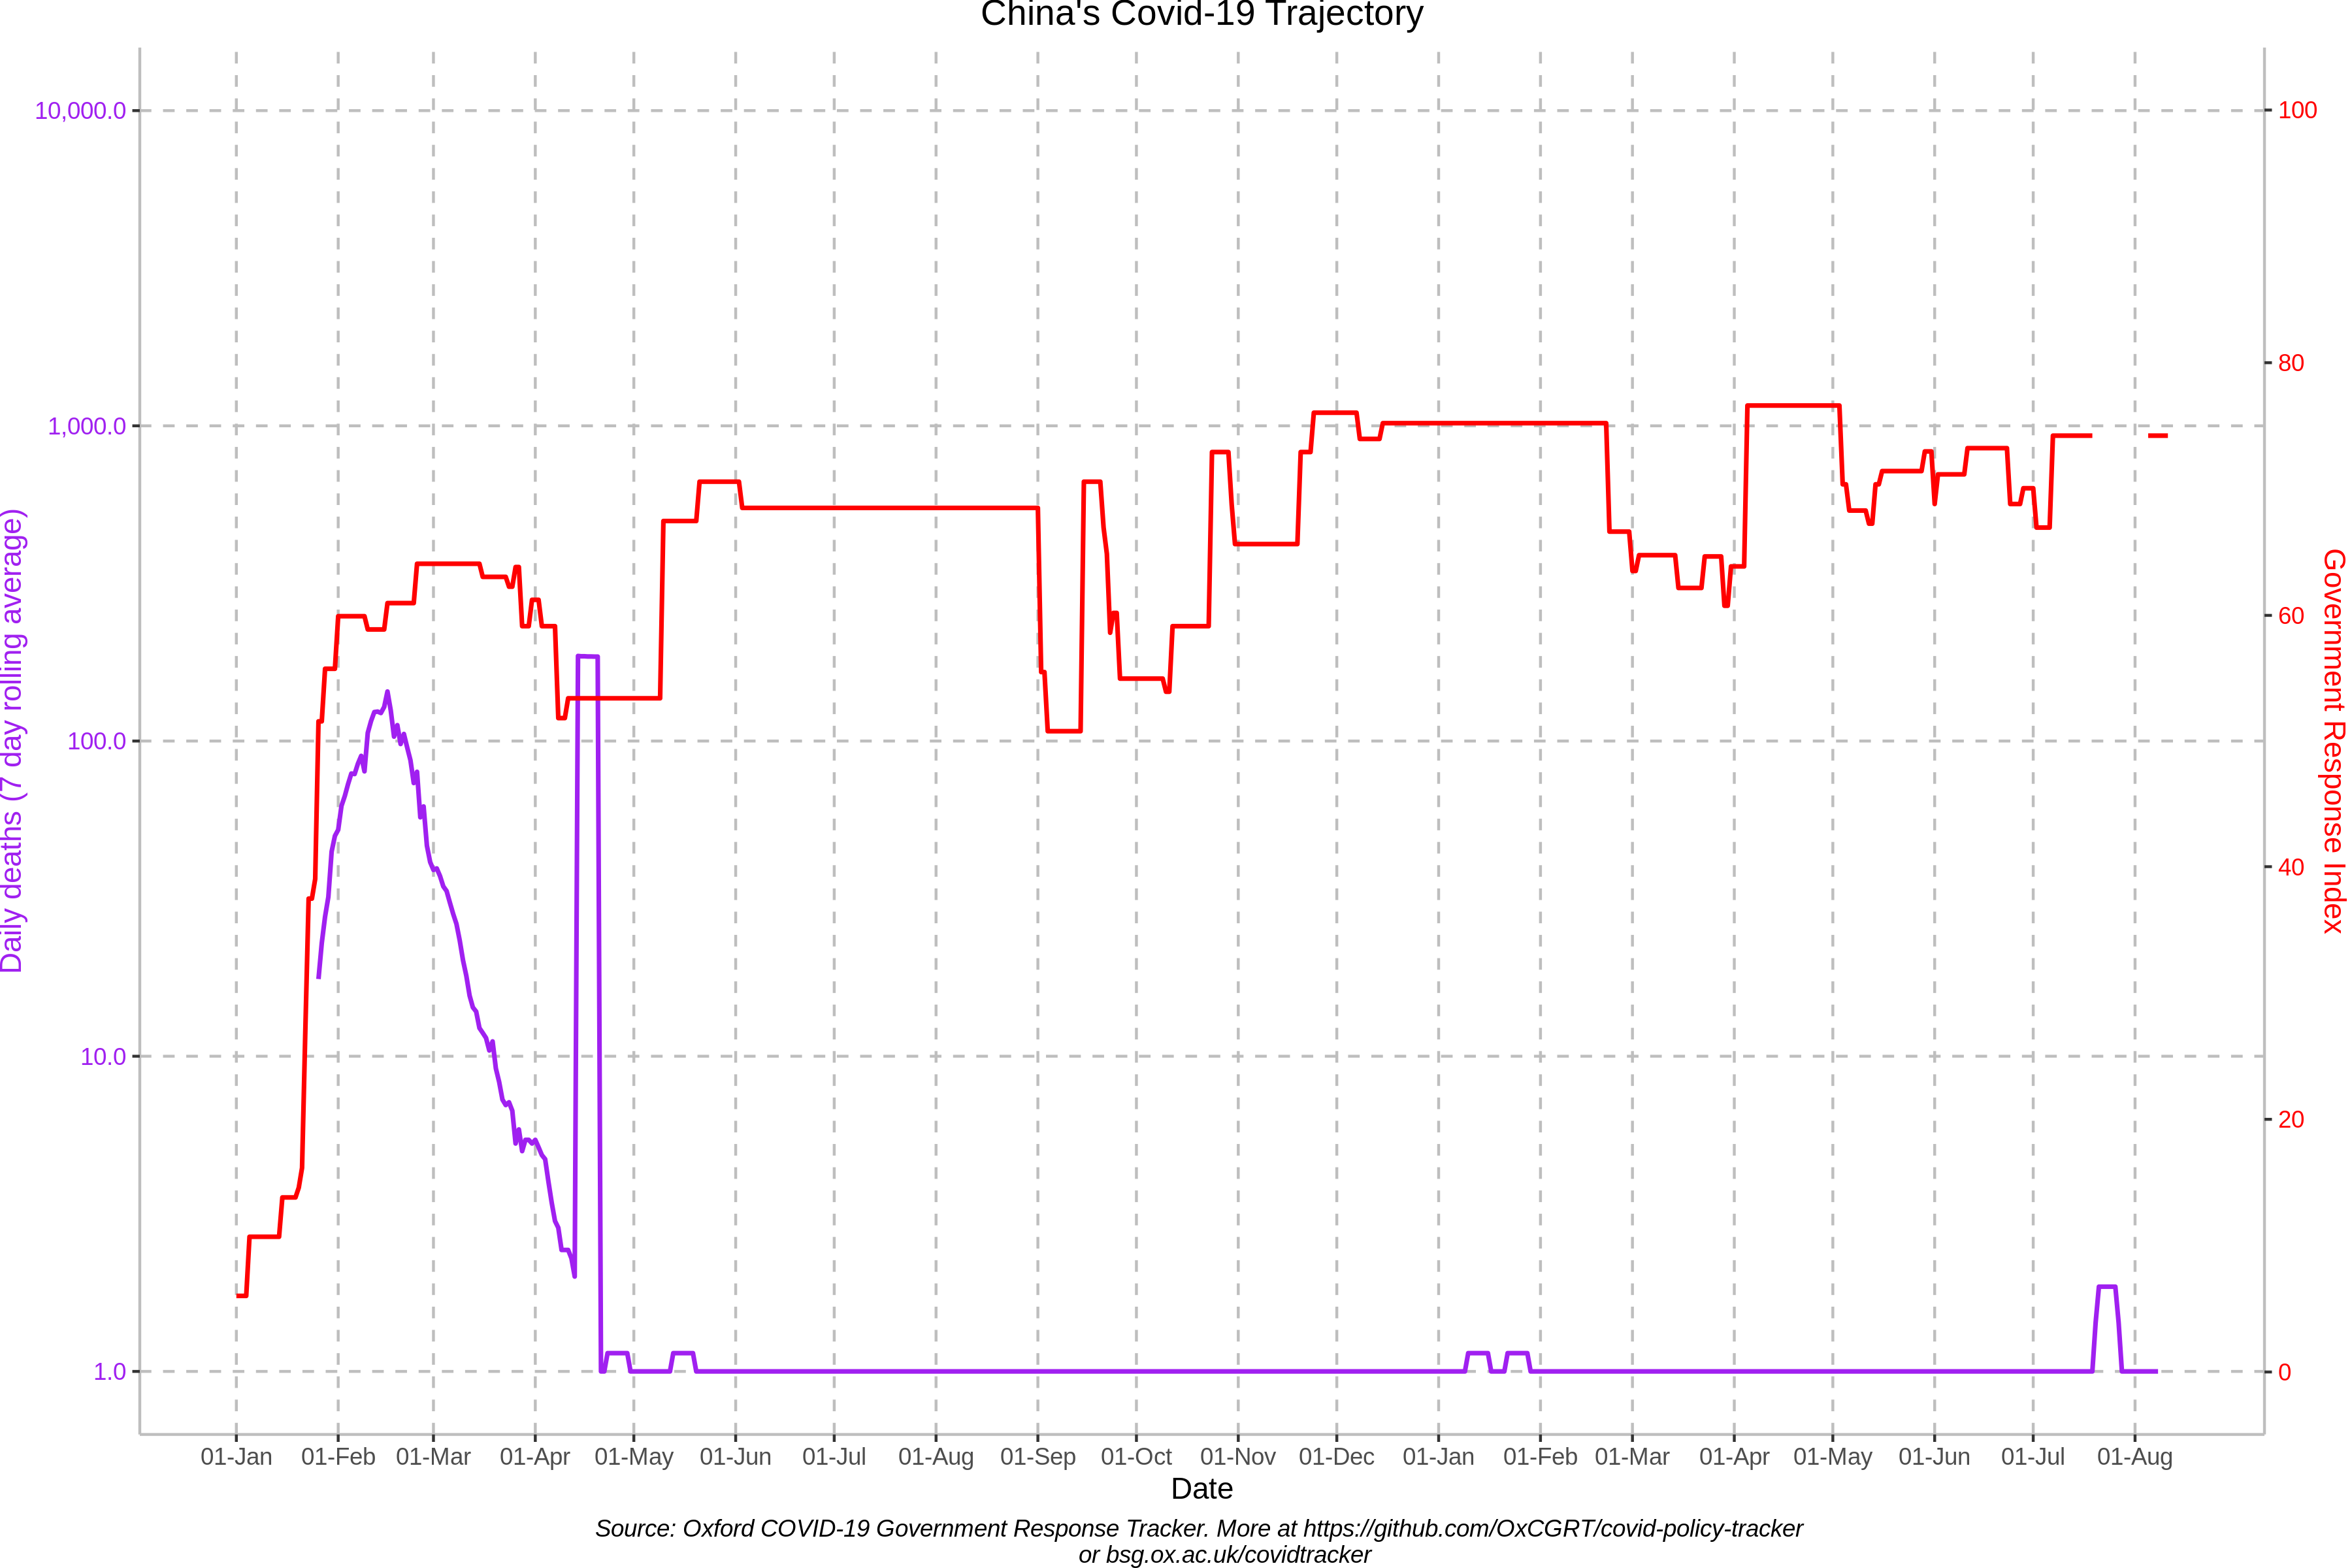 China's Covid-19 Trajectory
10,000.0
1,000.0
100.0
10.0
1.0
Daily deaths (7 day rolling average)
100
80
60
40
20
0
Government Response Index
01-Jan 01-Feb 01-Mar 01-Apr 01-May 01-Jun 01-Jul 01-Aug 01-Sep 01-Oct 01-Nov 01-Dec 01-Jan 01-Feb 01-Mar 01-Apr 01-May 01-Jun 01-Jul 01-Aug
Date
Source: Oxford COVID-19 Government Response Tracker. More at https://github.com/OxCGRT/covid-policy-tracker
or bsg.ox.ac.uk/covidtracker